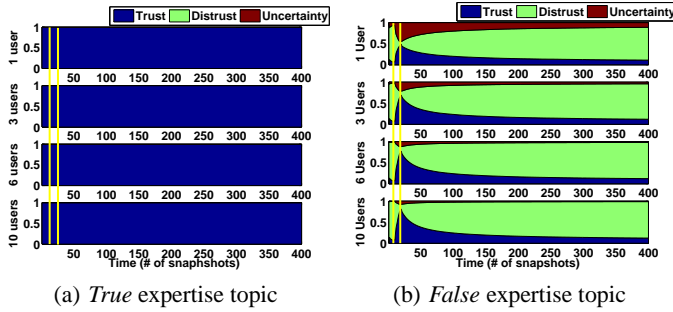 Trust Distrust Uncertainty
1 user
1
0.5
0
50 100 150 200 250 300 350 400
3 users
1
0.5
0
50 100 150 200 250 300 350 400
6 users
1
0.5
0
50 100 150 200 250 300 350 400
10 users
1
0.5
0
50 100 150 200 250 300 350 400
Time (# of snapshsots)
(a) True expertise topic
Trust Distrust Uncertainty
1 User
1
0.5
0
50 100 150 200 250 300 350 400
3 Users
1
0.5
0
50 100 150 200 250 300 350 400
6 Users
1
0.5
0
50 100 150 200 250 300 350 400
10 Users
1
0.5
0
50 100 150 200 250 300 350 400
Time (# of snapshots)
(b) False expertise topic